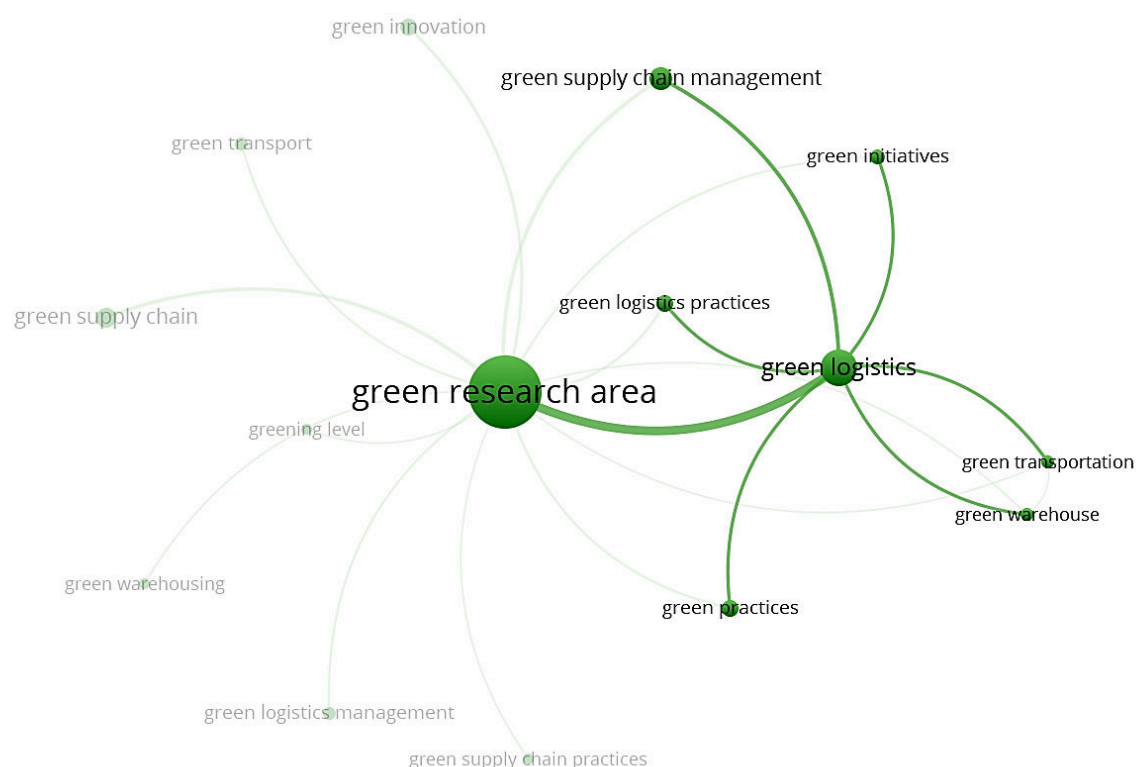 green innovation
green supply chain management
green transport
green initiatives
green logistics practices
green supply chain
green logistics
green research area
greening level
green transportation
green warehouse
green warehousing
green practices
green logistics management
green supply chain practices